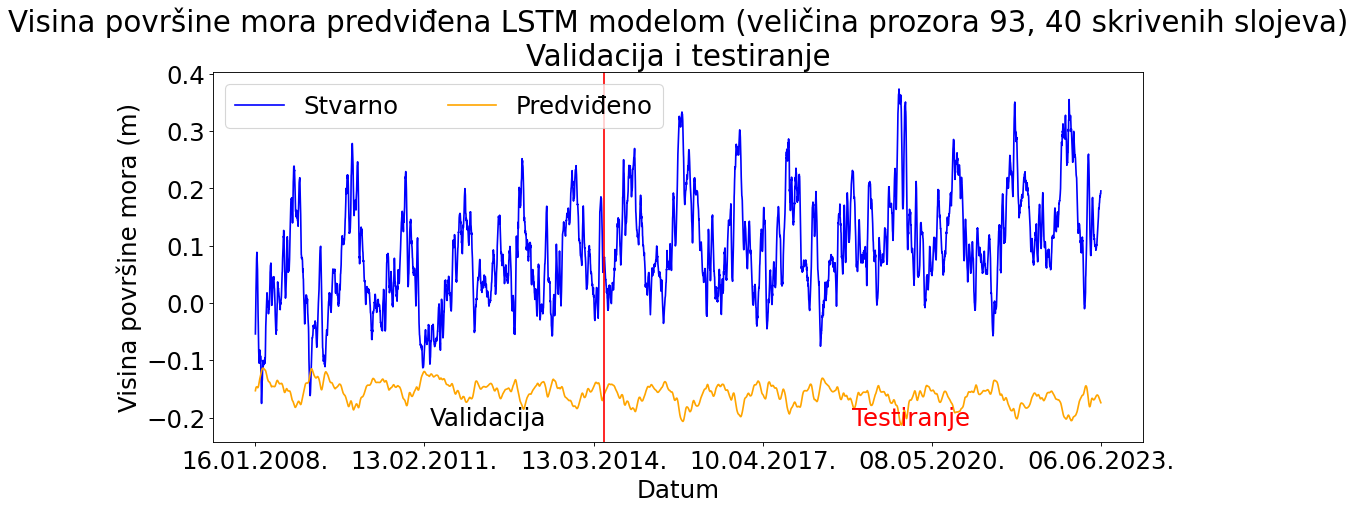 Visina površine mora predviđena LSTM modelom (veličina prozora 93, 40 skrivenih slojeva)
Validacija i testiranje
Stvarno
Predviđeno
Visina površine mora (m)
0.4
0.3
0.2
0.1
0.0
−0.1
−0.2
Validacija
Testiranje
16.01.2008.
13.02.2011.
13.03.2014.
10.04.2017.
08.05.2020.
06.06.2023.
Datum